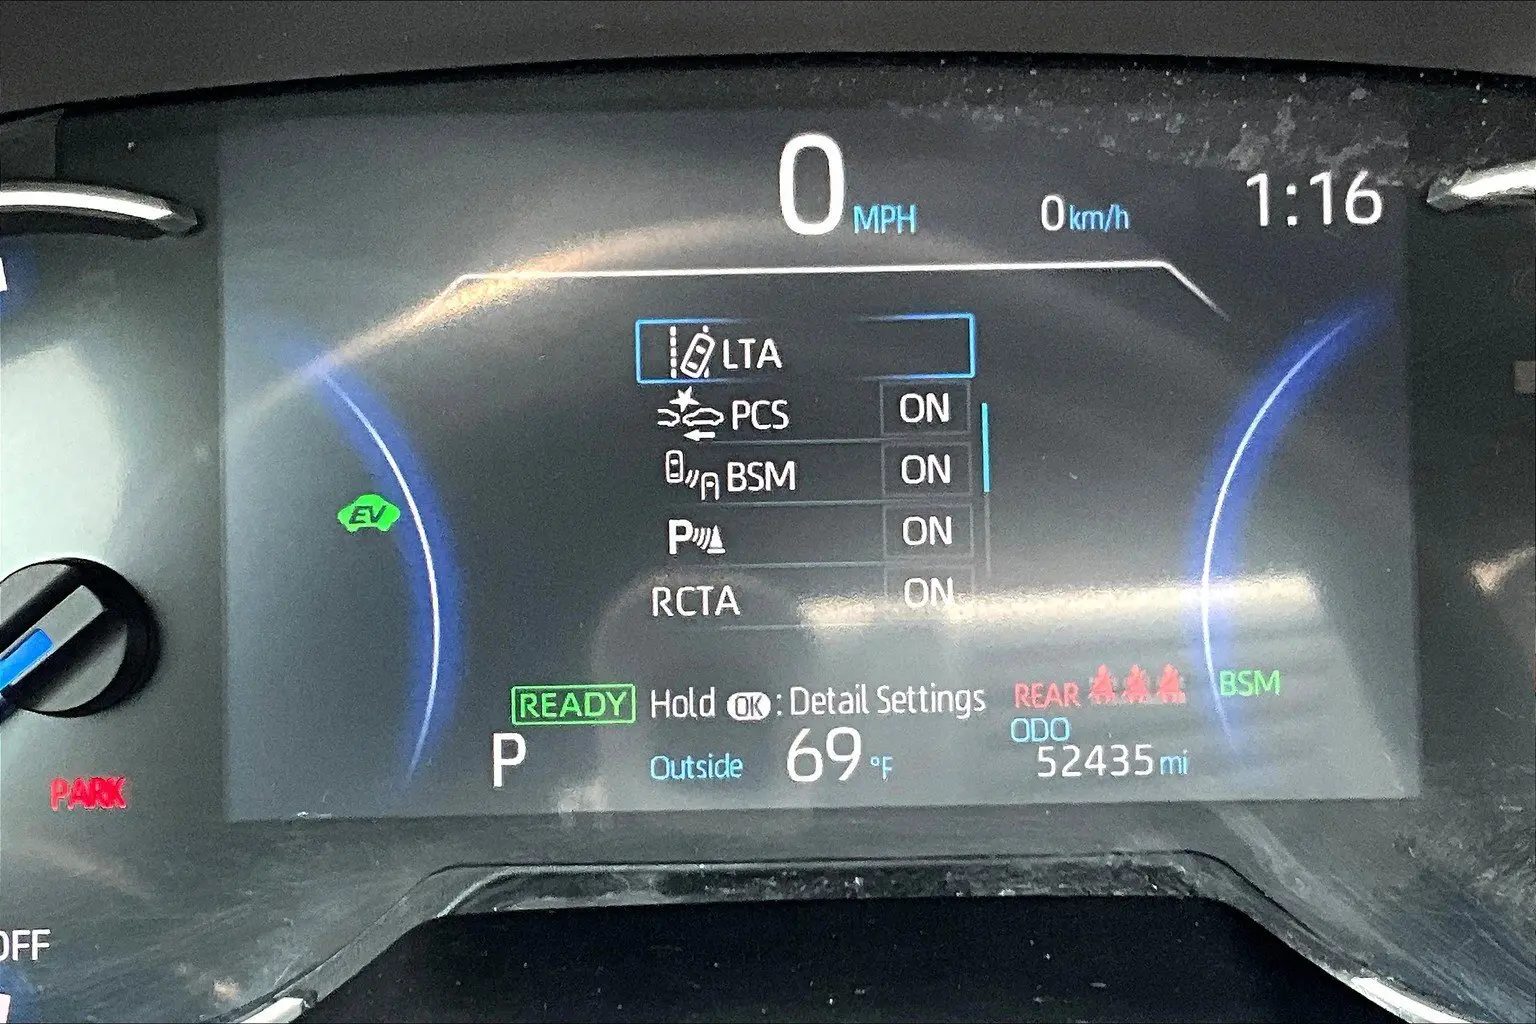 0 MPH 0 km/h 1:16
LTA
PCS ON
BSM ON
P ON
RCTA ON
EV
READY Hold OK : Detail Settings REAR BSM
ODO
P Outside 69 °F 52435 mi
PARK
OFF